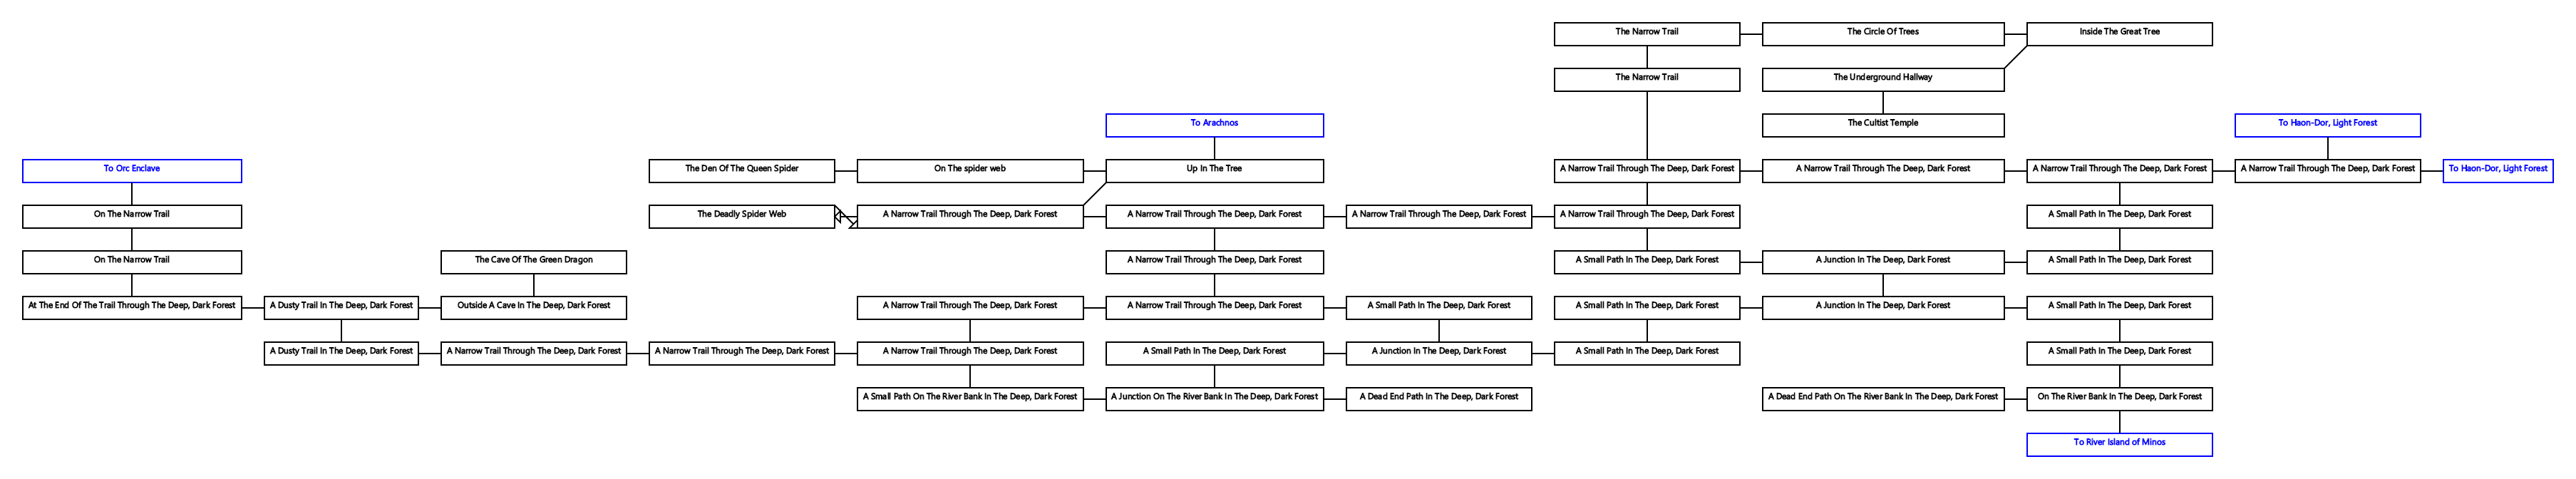 The Narrow Trail
The Circle Of Trees
Inside The Great Tree
The Narrow Trail
The Underground Hallway
To Arachnos
The Cultist Temple
To Haon-Dor, Light Forest
To Orc Enclave
The Den Of The Queen Spider
On The spider web
Up In The Tree
A Narrow Trail Through The Deep, Dark Forest
A Narrow Trail Through The Deep, Dark Forest
A Narrow Trail Through The Deep, Dark Forest
A Narrow Trail Through The Deep, Dark Forest
To Haon-Dor, Light Forest
On The Narrow Trail
The Deadly Spider Web
A Narrow Trail Through The Deep, Dark Forest
A Narrow Trail Through The Deep, Dark Forest
A Narrow Trail Through The Deep, Dark Forest
A Narrow Trail Through The Deep, Dark Forest
A Small Path In The Deep, Dark Forest
On The Narrow Trail
The Cave Of The Green Dragon
A Narrow Trail Through The Deep, Dark Forest
A Small Path In The Deep, Dark Forest
A Junction In The Deep, Dark Forest
A Small Path In The Deep, Dark Forest
At The End Of The Trail Through The Deep, Dark Forest
A Dusty Trail In The Deep, Dark Forest
Outside A Cave In The Deep, Dark Forest
A Narrow Trail Through The Deep, Dark Forest
A Narrow Trail Through The Deep, Dark Forest
A Small Path In The Deep, Dark Forest
A Small Path In The Deep, Dark Forest
A Junction In The Deep, Dark Forest
A Small Path In The Deep, Dark Forest
A Dusty Trail In The Deep, Dark Forest
A Narrow Trail Through The Deep, Dark Forest
A Narrow Trail Through The Deep, Dark Forest
A Narrow Trail Through The Deep, Dark Forest
A Small Path In The Deep, Dark Forest
A Junction In The Deep, Dark Forest
A Small Path In The Deep, Dark Forest
A Small Path In The Deep, Dark Forest
A Small Path On The River Bank In The Deep, Dark Forest
A Junction On The River Bank In The Deep, Dark Forest
A Dead End Path In The Deep, Dark Forest
A Dead End Path On The River Bank In The Deep, Dark Forest
On The River Bank In The Deep, Dark Forest
To River Island of Minos